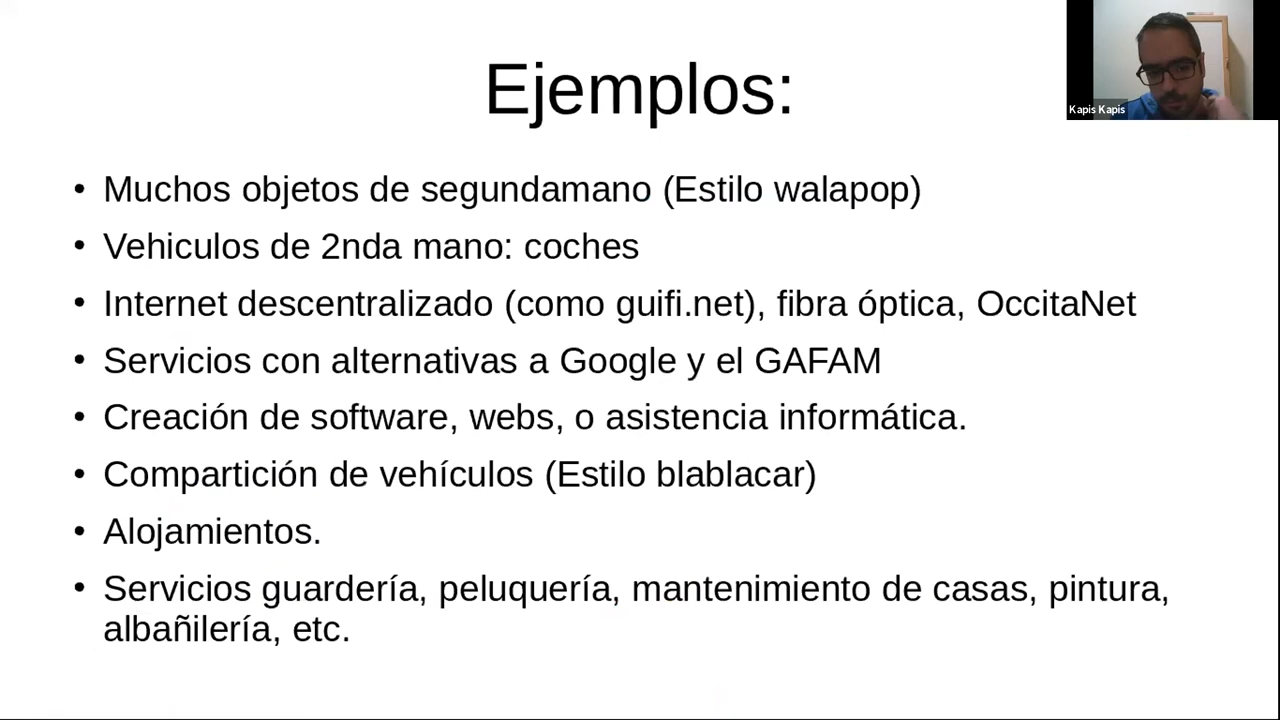 Ejemplos:
Kapis Kapis
• Muchos objetos de segundamano (Estilo walapop)
• Vehiculos de 2nda mano: coches
• Internet descentralizado (como guifi.net), fibra óptica, OccitaNet
• Servicios con alternativas a Google y el GAFAM
• Creación de software, webs, o asistencia informática.
• Compartición de vehículos (Estilo blablacar)
• Alojamientos.
• Servicios guardería, peluquería, mantenimiento de casas, pintura,
albañilería, etc.